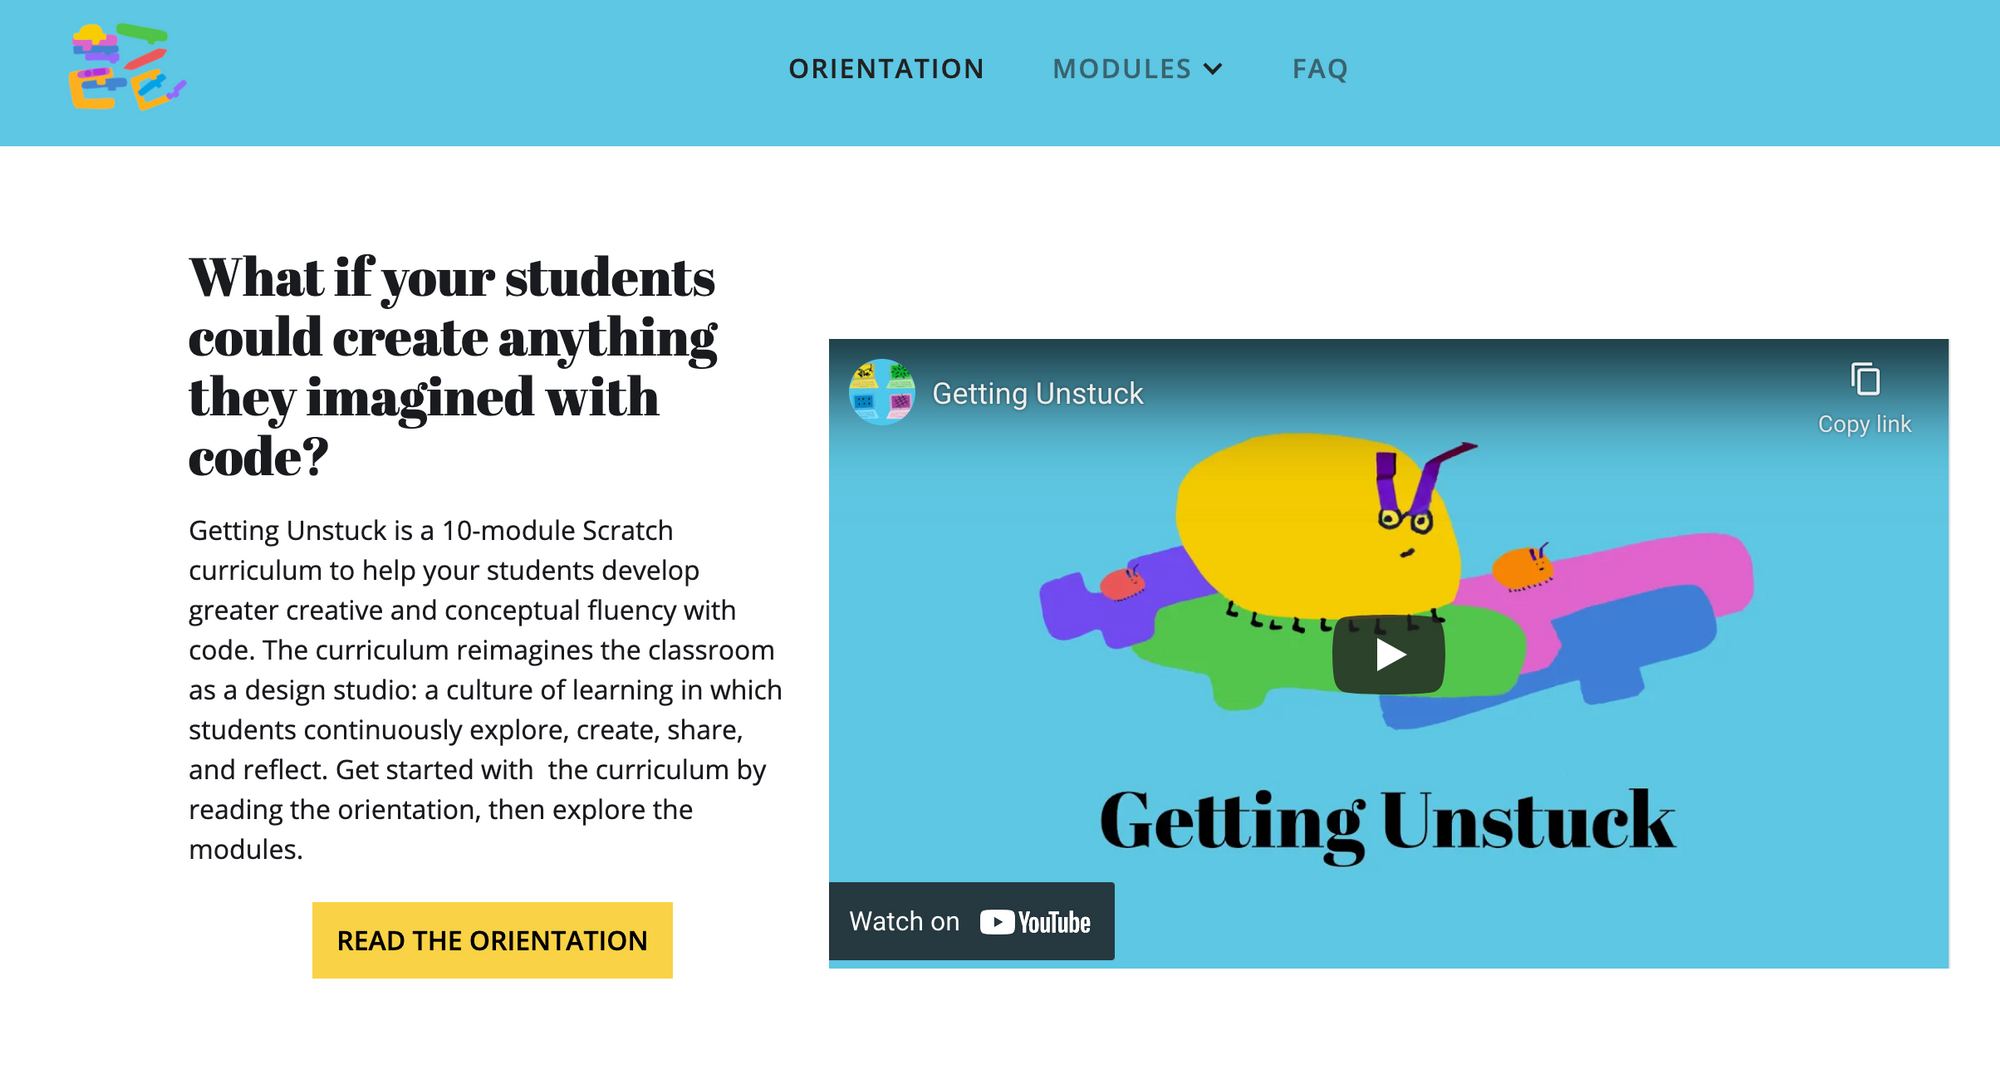 ORIENTATION MODULES FAQ
What if your students
could create anything
they imagined with
code?
Getting Unstuck is a 10-module Scratch
curriculum to help your students develop
greater creative and conceptual fluency with
code. The curriculum reimagines the classroom
as a design studio: a culture of learning in which
students continuously explore, create, share,
and reflect. Get started with  the curriculum by
reading the orientation, then explore the
modules.
READ THE ORIENTATION
Getting Unstuck
Copy link
Getting Unstuck
Watch on YouTube